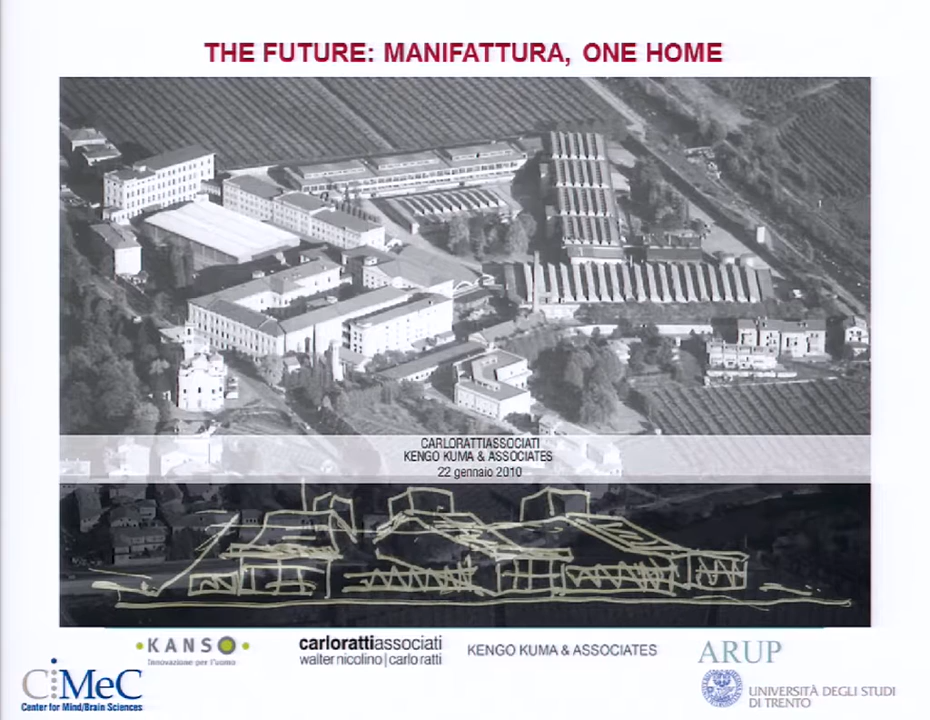 THE FUTURE: MANIFATTURA, ONE HOME
CARLORATTIASSOCIATI
KENGO KUMA & ASSOCIATES
22 gennaio 2010
KANSO
Innovazione per l'uomo
carlorattiassociati
walter nicolino | carlo ratti
KENGO KUMA & ASSOCIATES
ARUP
CiMeC
Center for Mind/Brain Sciences
UNIVERSITÀ DEGLI STUDI
DI TRENTO